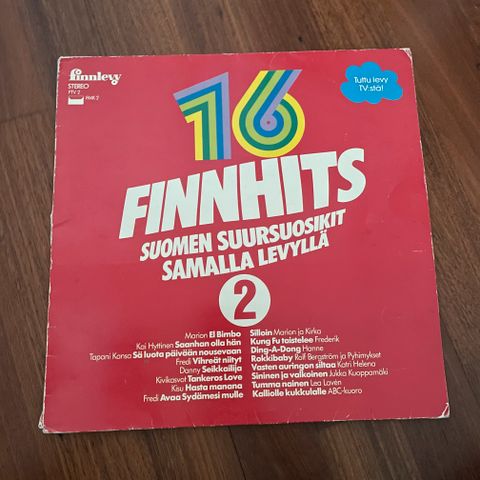 finnlevy
STEREO
FTV 2
FMK 2
Tuttu levy
TV:stä!
16
FINNHITS
SUOMEN SUURSUOSIKIT
SAMALLA LEVYLLÄ
2
Marion El Bimbo
Kai Hyttinen Saanhan olla hän
Tapani Kansa Sä luota päivään nousevaan
Fredi Vihreät niityt
Danny Seikkailija
Kivikasvot Tankeros Love
Kisu Hasta manana
Fredi Avaa Sydämesi mulle
Silloin Marion ja Kirka
Kung Fu taistelee Frederik
Ding-A-Dong Hanne
Rokkibaby Rolf Bergström ja Pyhimykset
Vasten auringon siltaa Katri Helena
Sininen ja valkoinen Jukka Kuoppamäki
Tumma nainen Lea Laven
Kalliolle kukkulalle ABC-kuoro